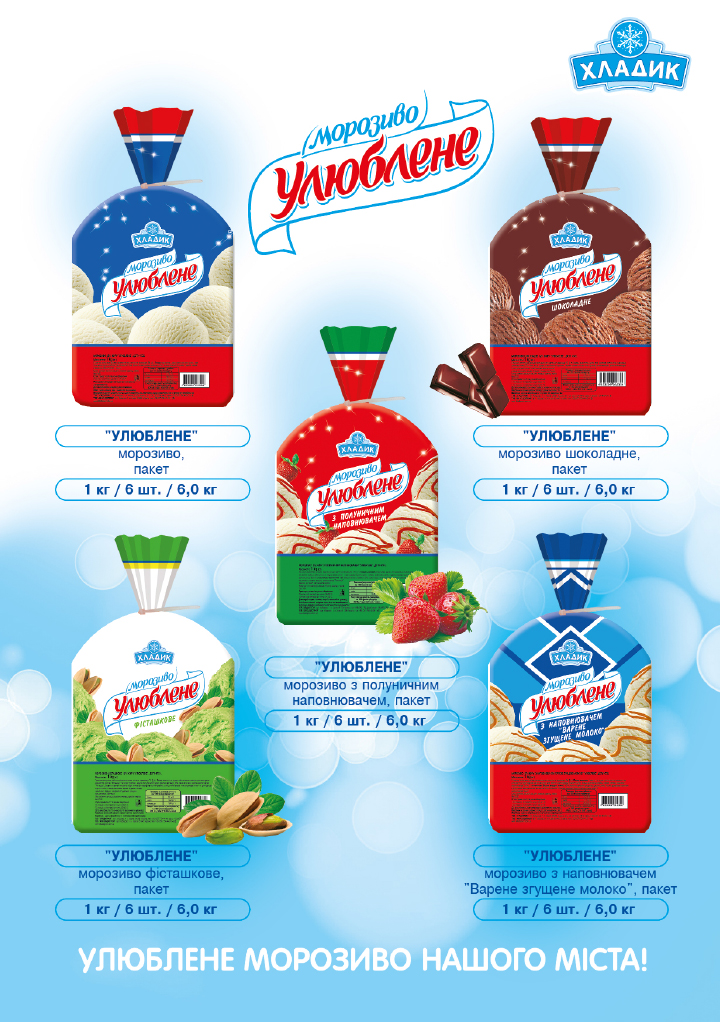 ХЛАДИК
морозиво
Улюблене
ХЛАДИК
морозиво
Улюблене
"УЛЮБЛЕНЕ"
морозиво,
пакет
1 кг / 6 шт. / 6,0 кг
ХЛАДИК
морозиво
Улюблене
ШОКОЛАДНЕ
"УЛЮБЛЕНЕ"
морозиво шоколадне,
пакет
1 кг / 6 шт. / 6,0 кг
ХЛАДИК
морозиво
Улюблене
З ПОЛУНИЧНИМ
НАПОВНЮВАЧЕМ
"УЛЮБЛЕНЕ"
морозиво з полуничним
наповнювачем, пакет
1 кг / 6 шт. / 6,0 кг
ХЛАДИК
морозиво
Улюблене
ФІСТАШКОВЕ
"УЛЮБЛЕНЕ"
морозиво фісташкове,
пакет
1 кг / 6 шт. / 6,0 кг
ХЛАДИК
морозиво
Улюблене
З НАПОВНЮВАЧЕМ
"ВАРЕНЕ
ЗГУЩЕНЕ МОЛОКО"
"УЛЮБЛЕНЕ"
морозиво з наповнювачем
"Варене згущене молоко", пакет
1 кг / 6 шт. / 6,0 кг
УЛЮБЛЕНЕ МОРОЗИВО НАШОГО МІСТА!